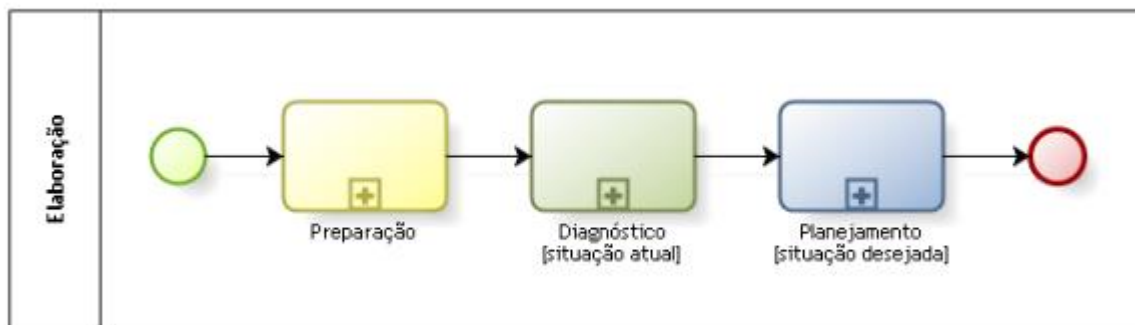 Elaboração
Preparação
Diagnóstico
[situação atual]
Planejamento
[situação desejada]